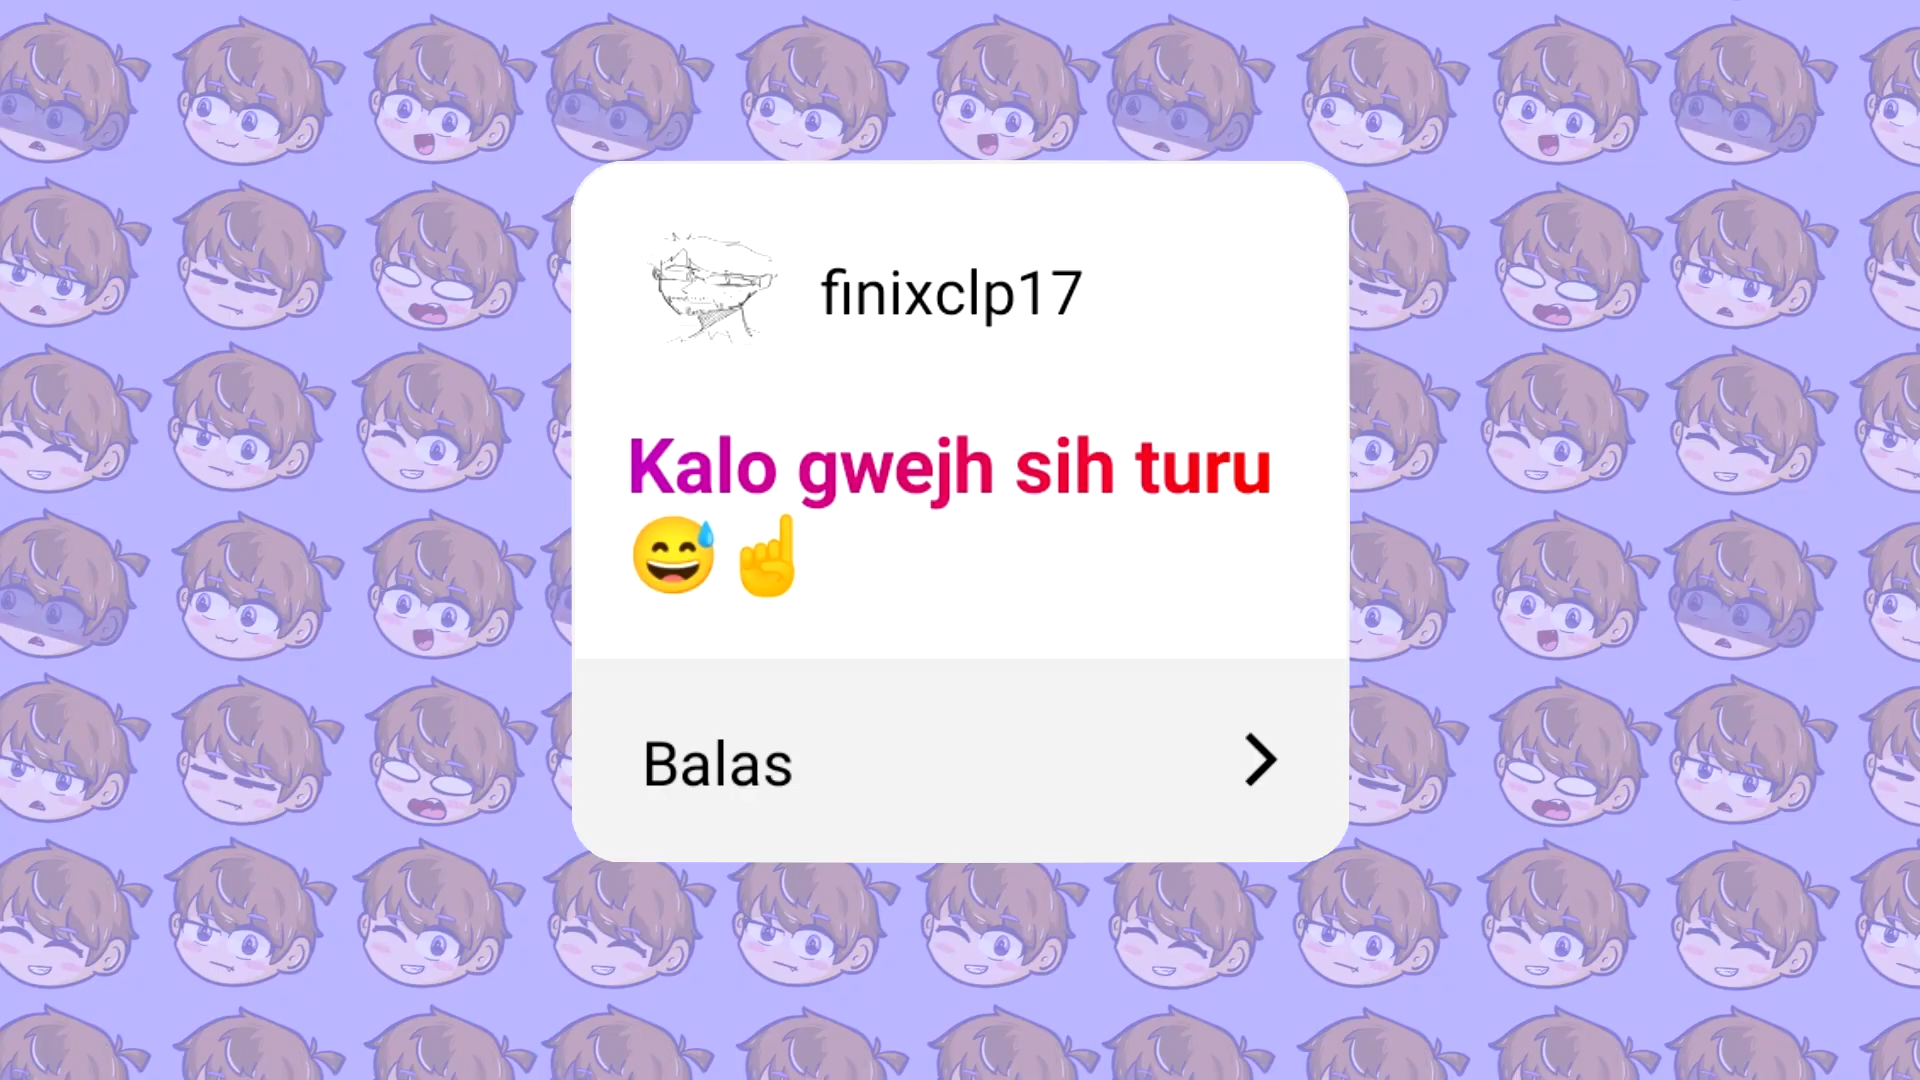 finixclp17
Kalo gwejh sih turu
😅☝️
Balas